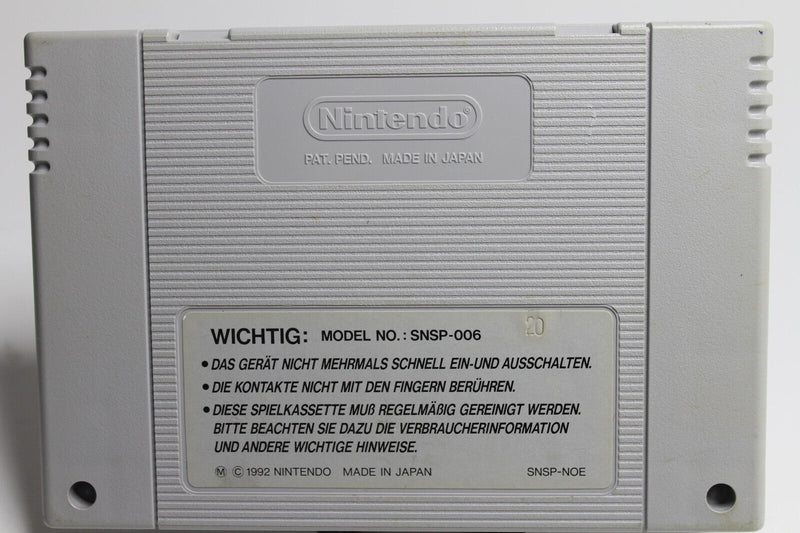 Nintendo®
PAT. PEND. MADE IN JAPAN
WICHTIG: MODEL NO.: SNSP-006 20
• DAS GERÄT NICHT MEHRMALS SCHNELL EIN-UND AUSSCHALTEN.
• DIE KONTAKTE NICHT MIT DEN FINGERN BERÜHREN.
• DIESE SPIELKASSETTE MUß REGELMÄßIG GEREINIGT WERDEN.
BITTE BEACHTEN SIE DAZU DIE VERBRAUCHERINFORMATION
UND ANDERE WICHTIGE HINWEISE.
Ⓜ © 1992 NINTENDO MADE IN JAPAN SNSP-NOE